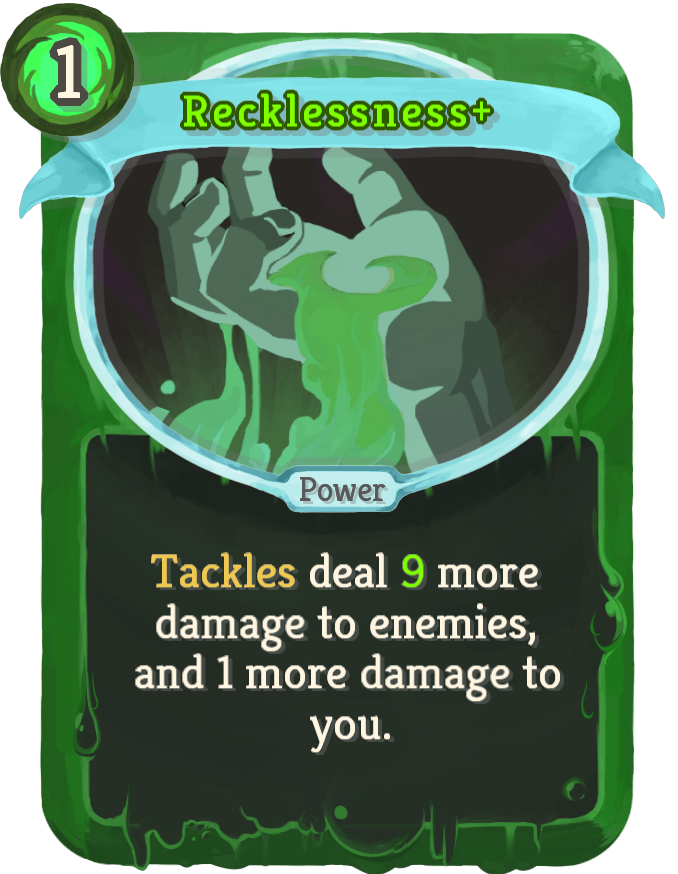 1
Recklessness+
Power
Tackles deal 9 more
damage to enemies,
and 1 more damage to
you.